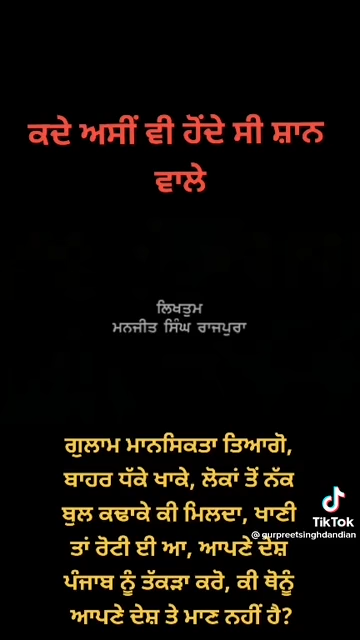 ਕਦੇ ਅਸੀਂ ਵੀ ਹੋਂਦੇ ਸੀ ਸ਼ਾਨ
ਵਾਲੇ
ਲਿਖਤੁਮ
ਮਨਜੀਤ ਸਿੰਘ ਰਾਜਪੁਰਾ
ਗੁਲਾਮ ਮਾਨਸਿਕਤਾ ਤਿਆਗੋ,
ਬਾਹਰ ਧੱਕੇ ਖਾਕੇ, ਲੋਕਾਂ ਤੋਂ ਨੱਕ
ਬੁਲ ਕਢਾਕੇ ਕੀ ਮਿਲਦਾ, ਖਾਣੀ
ਤਾਂ ਰੋਟੀ ਈ ਆ, ਆਪਣੇ ਦੇਸ਼
ਪੰਜਾਬ ਨੂੰ ਤੱਕੜਾ ਕਰੋ, ਕੀ ਥੋਨੂੰ
ਆਪਣੇ ਦੇਸ਼ ਤੇ ਮਾਣ ਨਹੀਂ ਹੈ?
TikTok
@gurpreetsinghdandian